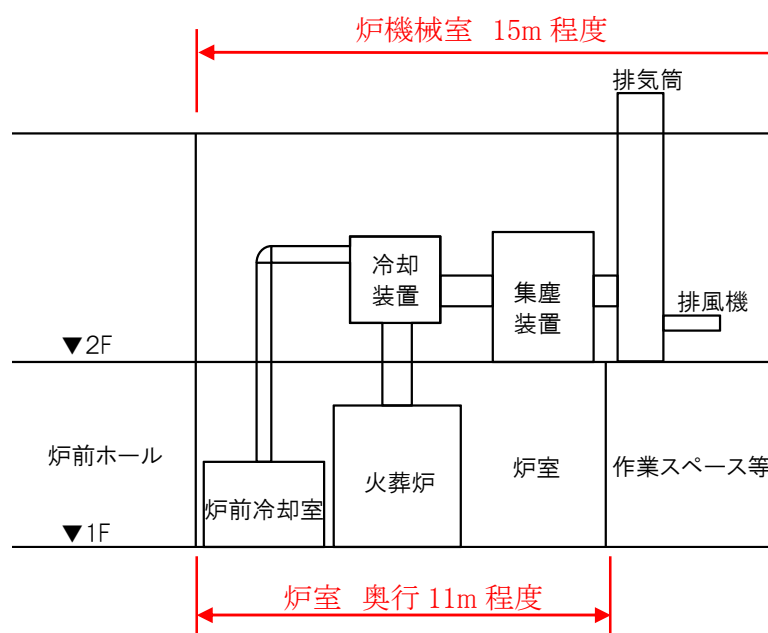 炉機械室 15m 程度
排気筒
冷却
装置
集塵
装置
排風機
▼2F
炉前ホール
火葬炉
炉室
作業スペース等
炉前冷却室
▼1F
炉室 奥行 11m 程度